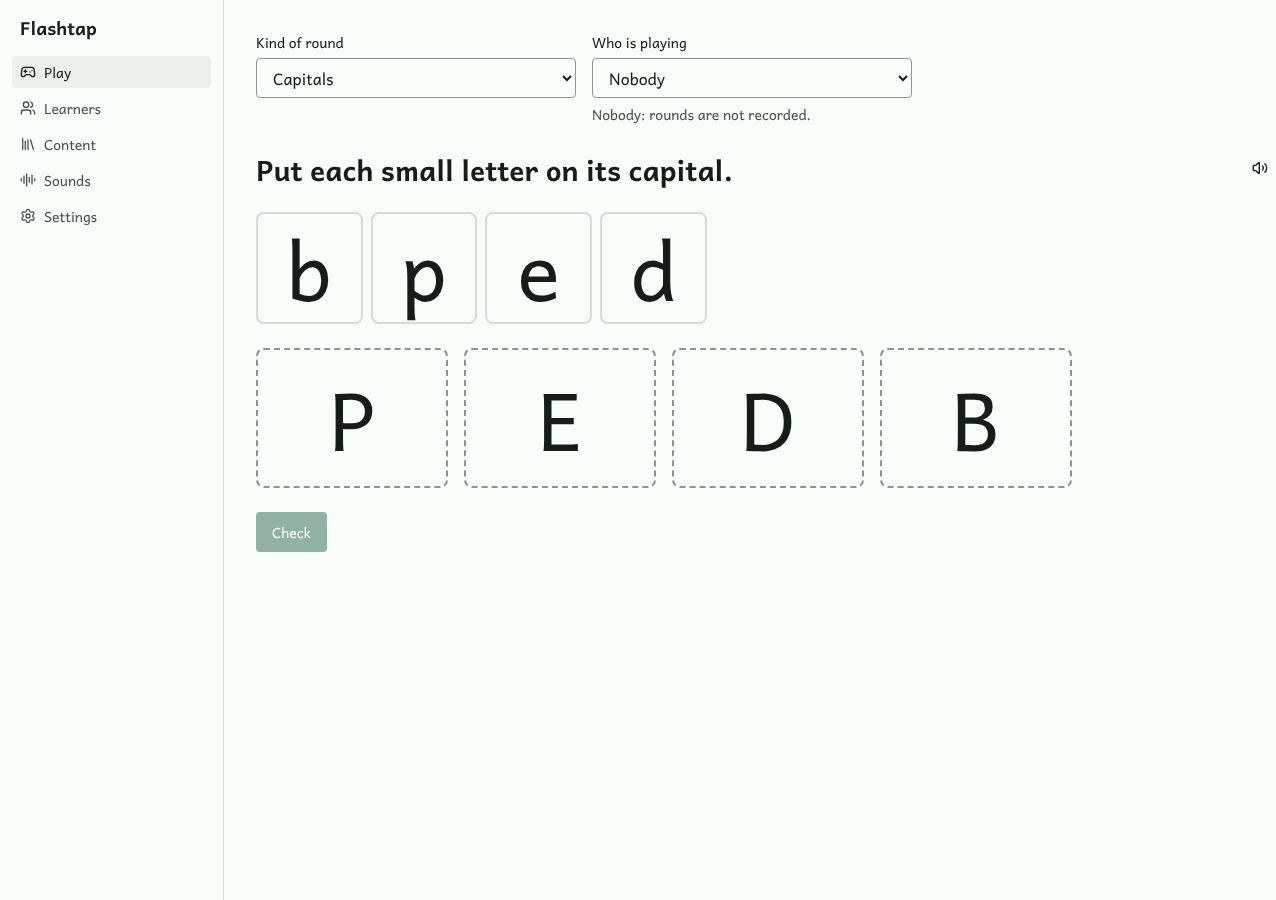 Flashtap
Play
Learners
Content
Sounds
Settings
Kind of round
Who is playing
Capitals
Nobody
Nobody: rounds are not recorded.
Put each small letter on its capital.
b p e d
P E D B
Check